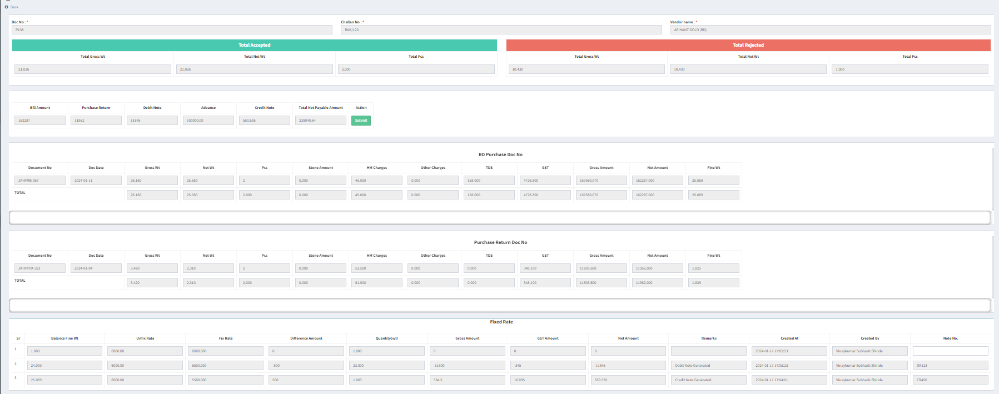 Back
Doc No : * Challan No : * Vendor name : *
P138 RAK/123 ARIHANT GOLD (RD)
Total Accepted Total Rejected
Total Gross Wt Total Net Wt Total Pcs Total Gross Wt Total Net Wt Total Pcs
21.026 21.026 2.000 10.430 10.430 1.000
Bill Amount Purchase Return Debit Note Advance Credit Note Total Net Payable Amount Action
162287 11952 11845 100000.00 550.535 239040.54 Submit
RD Purchase Doc No
Document No Doc Date Gross Wt Net Wt Pcs Stone Amount HM Charges Other Charges TDS GST Gross Amount Net Amount Fine Wt
JAHPRB-957 2024-01-11 26.160 25.580 2 0.000 45.000 0.000 158.000 4726.800 157560.070 162287.000 25.069
TOTAL 26.160 25.580 2.000 0.000 45.000 0.000 158.000 4726.800 157560.070 162287.000 25.069
Purchase Return Doc No
Document No Doc Date Gross Wt Net Wt Pcs Stone Amount HM Charges Other Charges TDS GST Gross Amount Net Amount Fine Wt
JAHPPRA-321 2024-01-04 3.420 2.310 2 0.000 51.500 0.000 0.000 348.100 11603.600 11952.000 1.825
TOTAL 3.420 2.310 2.000 0.000 51.500 0.000 0.000 348.100 11603.600 11952.000 1.825
Fixed Rate
Sr Balance Fine Wt Unfix Rate Fix Rate Difference Amount Quantity(wt) Gross Amount GST Amount Net Amount Remarks Created At Created By Note No.
1 1.000 6000.00 6000.000 0 1.000 0 0 0 2024-01-17 17:05:53 Vinaykumar Subhash Shinde
2 24.000 6000.00 6500.000 -500 23.000 -11500 -345 -11845 Debit Note Generated 2024-01-17 17:05:23 Vinaykumar Subhash Shinde DR123
3 25.069 6000.00 5500.000 500 1.069 534.5 16.035 550.535 Credit Note Generated 2024-01-17 17:04:01 Vinaykumar Subhash Shinde CR456